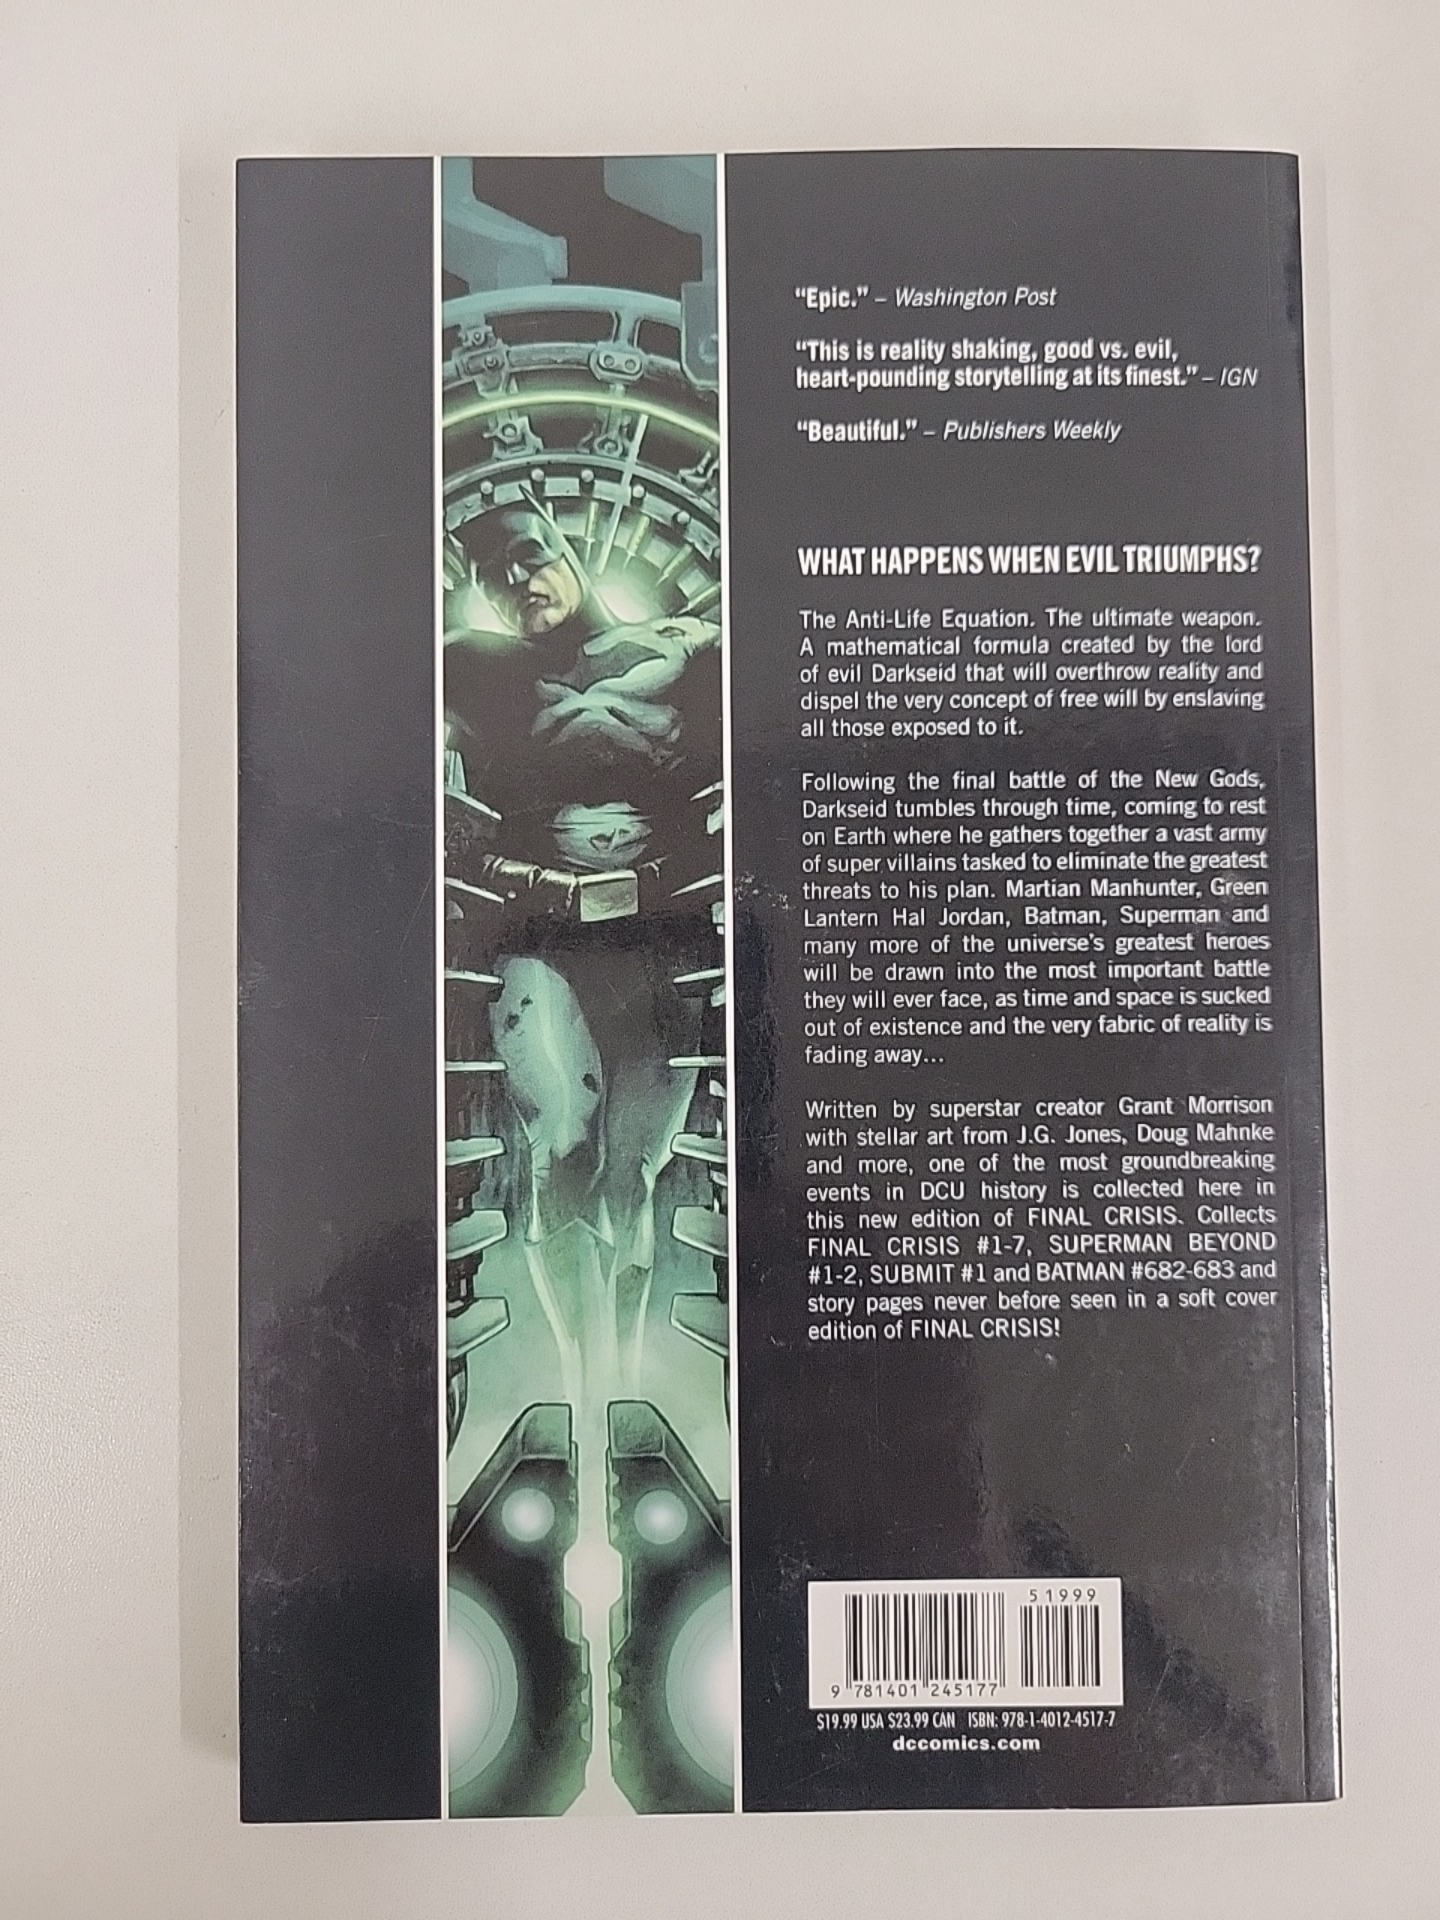 “Epic.” – Washington Post
“This is reality shaking, good vs. evil,
heart-pounding storytelling at its finest.” – IGN
“Beautiful.” – Publishers Weekly
WHAT HAPPENS WHEN EVIL TRIUMPHS?
The Anti-Life Equation. The ultimate weapon.
A mathematical formula created by the lord
of evil Darkseid that will overthrow reality and
dispel the very concept of free will by enslaving
all those exposed to it.
Following the final battle of the New Gods,
Darkseid tumbles through time, coming to rest
on Earth where he gathers together a vast army
of super villains tasked to eliminate the greatest
threats to his plan. Martian Manhunter, Green
Lantern Hal Jordan, Batman, Superman and
many more of the universe’s greatest heroes
will be drawn into the most important battle
they will ever face, as time and space is sucked
out of existence and the very fabric of reality is
fading away…
Written by superstar creator Grant Morrison
with stellar art from J.G. Jones, Doug Mahnke
and more, one of the most groundbreaking
events in DCU history is collected here in
this new edition of FINAL CRISIS. Collects
FINAL CRISIS #1-7, SUPERMAN BEYOND
#1-2, SUBMIT #1 and BATMAN #682-683 and
story pages never before seen in a soft cover
edition of FINAL CRISIS!
51999
9 781401 245177
$19.99 USA $23.99 CAN ISBN: 978-1-4012-4517-7
dccomics.com